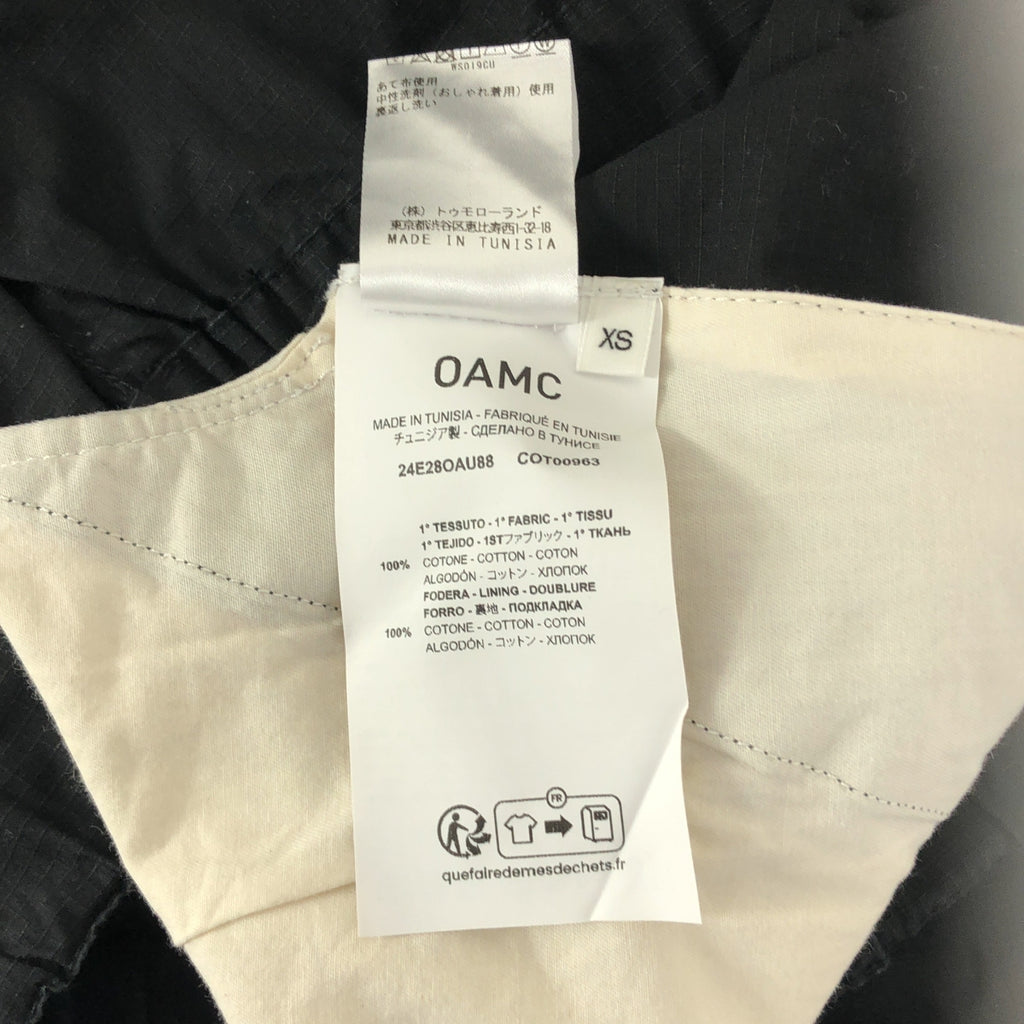 WS019CU
あて布使用
中性洗剤（おしゃれ着用）使用
裏返し洗い
（株）トゥモローランド
東京都渋谷区恵比寿西1-32-18
MADE IN TUNISIA
XS
OAMC
MADE IN TUNISIA - FABRIQUÉ EN TUNISIE
チュニジア製 - СДЕЛАНО В ТУНИСЕ
24E28OAU88 COT00963
1° TESSUTO - 1° FABRIC - 1° TISSU
1° TEJIDO - 1STファブリック - 1° ТКАНЬ
100% COTONE - COTTON - COTON
ALGODÓN - コットン - ХЛОПОК
FODERA - LINING - DOUBLURE
FORRO - 裏地 - ПОДКЛАДКА
100% COTONE - COTTON - COTON
ALGODÓN - コットン - ХЛОПОК
FR
quefairedemesdechets.fr